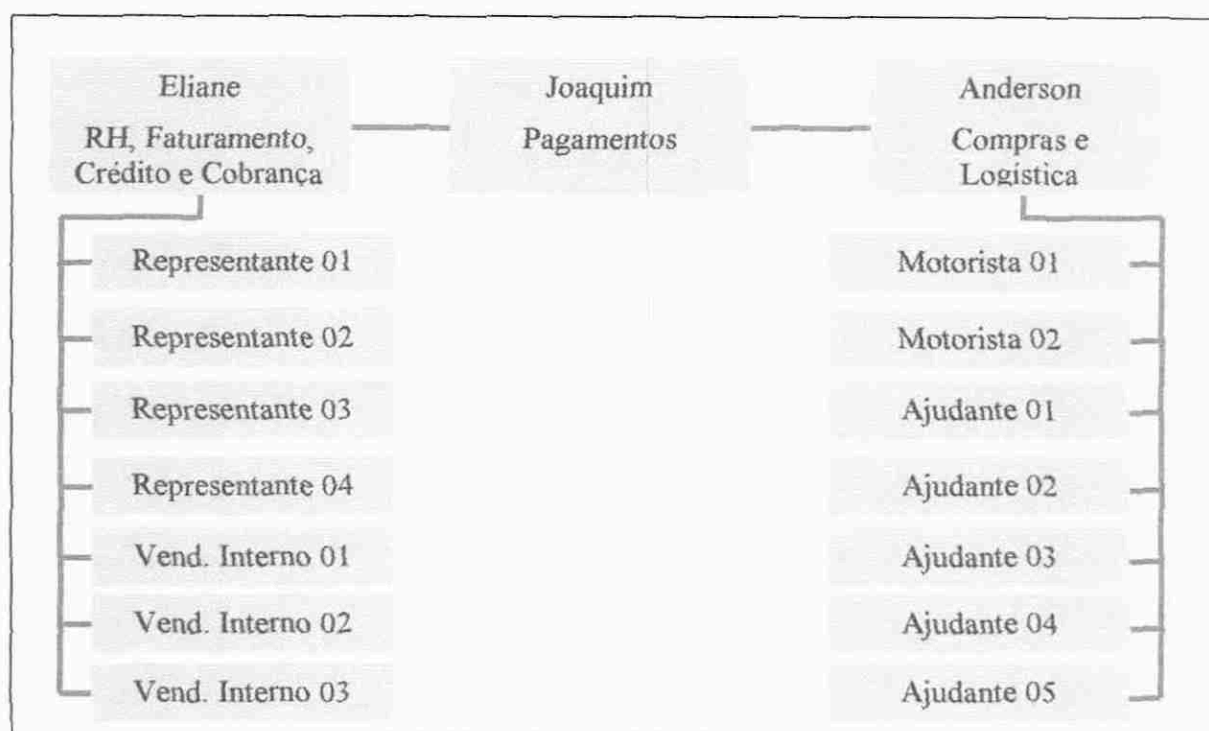 Eliane
RH, Faturamento,
Crédito e Cobrança
Joaquim
Pagamentos
Anderson
Compras e
Logística
Representante 01
Representante 02
Representante 03
Representante 04
Vend. Interno 01
Vend. Interno 02
Vend. Interno 03
Motorista 01
Motorista 02
Ajudante 01
Ajudante 02
Ajudante 03
Ajudante 04
Ajudante 05